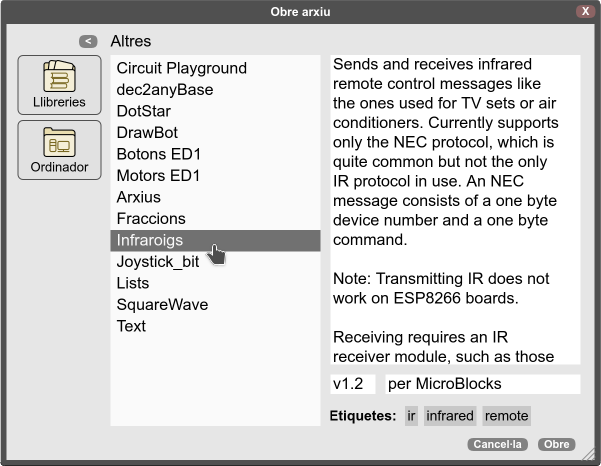 Obre arxiu
X
<
Altres
Llibreries
Ordinador
Circuit Playground
dec2anyBase
DotStar
DrawBot
Botons ED1
Motors ED1
Arxius
Fraccions
Infraroigs
Joystick_bit
Lists
SquareWave
Text
Sends and receives infrared
remote control messages like
the ones used for TV sets or air
conditioners. Currently supports
only the NEC protocol, which is
quite common but not the only
IR protocol in use. An NEC
message consists of a one byte
device number and a one byte
command.
Note: Transmitting IR does not
work on ESP8266 boards.
Receiving requires an IR
receiver module, such as those
v1.2 per MicroBlocks
Etiquetes: ir infrared remote
Cancel·la Obre